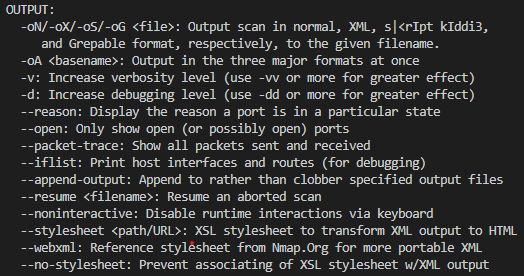 OUTPUT:
-oN/-oX/-oS/-oG <file>: Output scan in normal, XML, s|<rIpt kIddi3,
and Grepable format, respectively, to the given filename.
-oA <basename>: Output in the three major formats at once
-v: Increase verbosity level (use -vv or more for greater effect)
-d: Increase debugging level (use -dd or more for greater effect)
--reason: Display the reason a port is in a particular state
--open: Only show open (or possibly open) ports
--packet-trace: Show all packets sent and received
--iflist: Print host interfaces and routes (for debugging)
--append-output: Append to rather than clobber specified output files
--resume <filename>: Resume an aborted scan
--noninteractive: Disable runtime interactions via keyboard
--stylesheet <path/URL>: XSL stylesheet to transform XML output to HTML
--webxml: Reference stylesheet from Nmap.Org for more portable XML
--no-stylesheet: Prevent associating of XSL stylesheet w/XML output